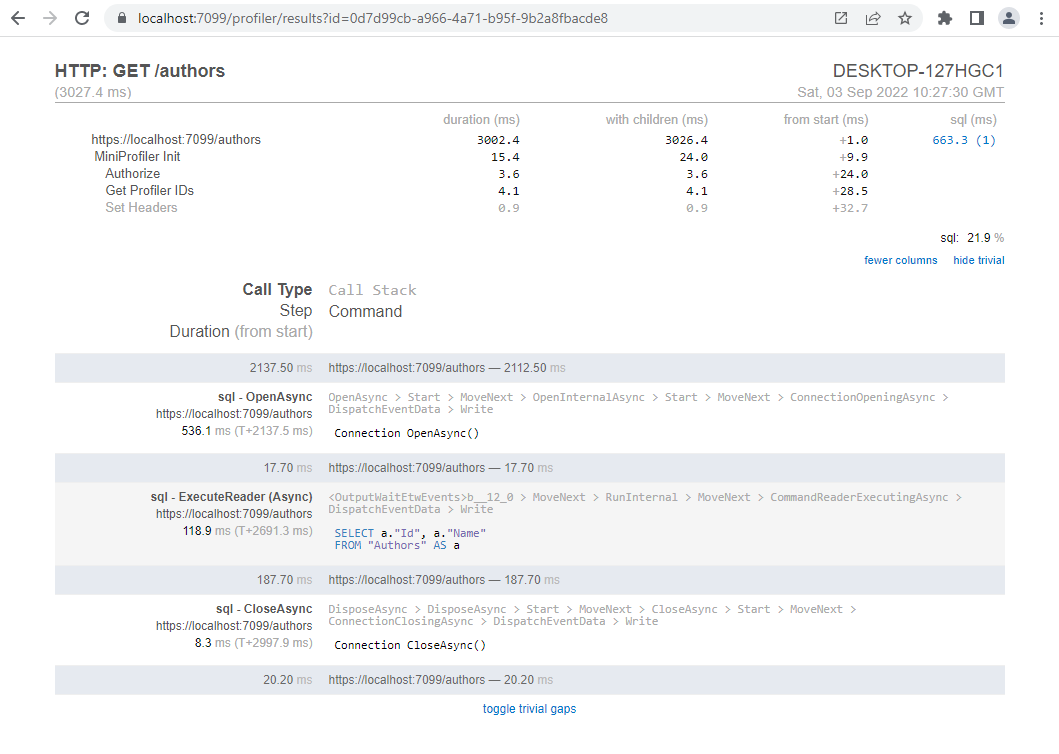 localhost:7099/profiler/results?id=0d7d99cb-a966-4a71-b95f-9b2a8fbacde8
HTTP: GET /authors DESKTOP-127HGC1
(3027.4 ms) Sat, 03 Sep 2022 10:27:30 GMT
duration (ms) with children (ms) from start (ms) sql (ms)
https://localhost:7099/authors 3002.4 3026.4 +1.0 663.3 (1)
MiniProfiler Init 15.4 24.0 +9.9
Authorize 3.6 3.6 +24.0
Get Profiler IDs 4.1 4.1 +28.5
Set Headers 0.9 0.9 +32.7
sql: 21.9 %
fewer columns hide trivial
Call Type Call Stack
Step Command
Duration (from start)
2137.50 ms https://localhost:7099/authors — 2112.50 ms
sql - OpenAsync OpenAsync > Start > MoveNext > OpenInternalAsync > Start > MoveNext > ConnectionOpeningAsync >
https://localhost:7099/authors DispatchEventData > Write
536.1 ms (T+2137.5 ms) Connection OpenAsync()
17.70 ms https://localhost:7099/authors — 17.70 ms
sql - ExecuteReader (Async) <OutputWaitEtwEvents>b__12_0 > MoveNext > RunInternal > MoveNext > CommandReaderExecutingAsync >
https://localhost:7099/authors DispatchEventData > Write
118.9 ms (T+2691.3 ms) SELECT a."Id", a."Name"
FROM "Authors" AS a
187.70 ms https://localhost:7099/authors — 187.70 ms
sql - CloseAsync DisposeAsync > DisposeAsync > Start > MoveNext > CloseAsync > Start > MoveNext >
https://localhost:7099/authors ConnectionClosingAsync > DispatchEventData > Write
8.3 ms (T+2997.9 ms) Connection CloseAsync()
20.20 ms https://localhost:7099/authors — 20.20 ms
toggle trivial gaps